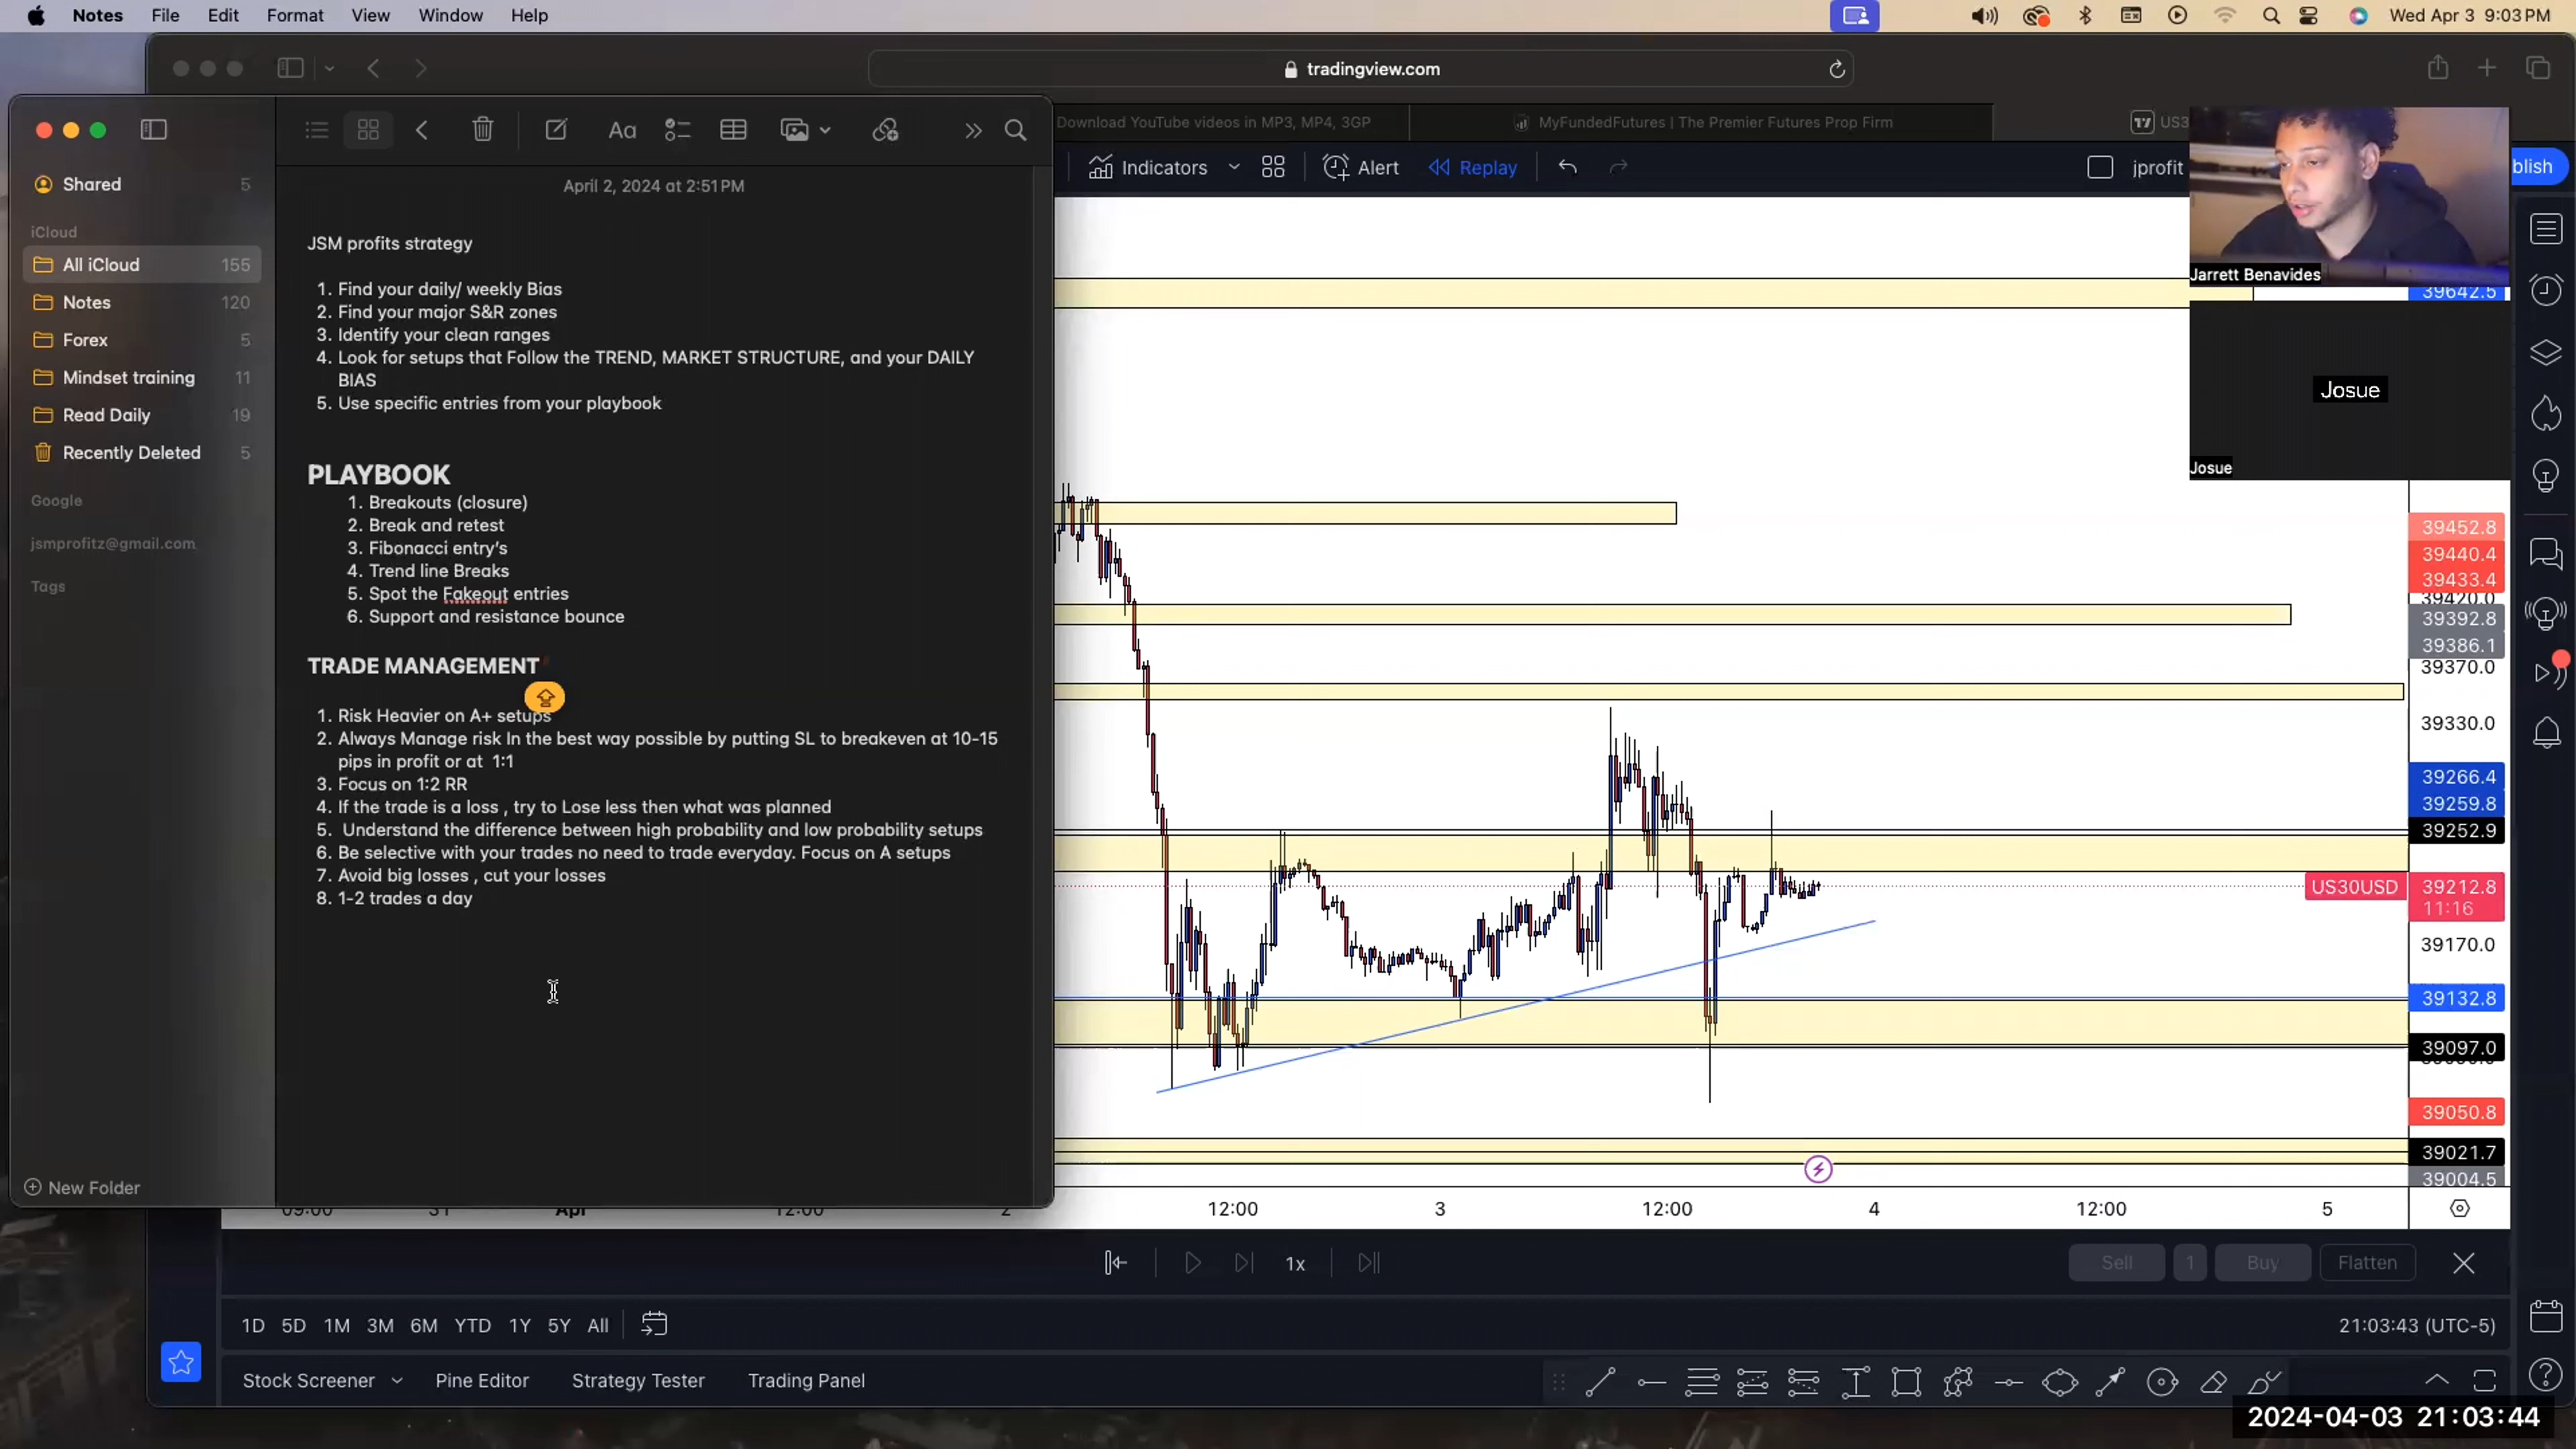 Notes File Edit Format View Window Help
Wed Apr 3 9:03 PM
tradingview.com
Download YouTube videos in MP3, MP4, 3GP
MyFundedFutures | The Premier Futures Prop Firm
US3
Indicators
Alert
Replay
jprofit
blish
Shared 5
iCloud
All iCloud 155
Notes 120
Forex 5
Mindset training 11
Read Daily 19
Recently Deleted 5
Google
jsmprofitz@gmail.com
Tags
New Folder
Aa
April 2, 2024 at 2:51 PM
JSM profits strategy
1. Find your daily/ weekly Bias
2. Find your major S&R zones
3. Identify your clean ranges
4. Look for setups that Follow the TREND, MARKET STRUCTURE, and your DAILY
BIAS
5. Use specific entries from your playbook
PLAYBOOK
1. Breakouts (closure)
2. Break and retest
3. Fibonacci entry's
4. Trend line Breaks
5. Spot the Fakeout entries
6. Support and resistance bounce
TRADE MANAGEMENT
1. Risk Heavier on A+ setups
2. Always Manage risk In the best way possible by putting SL to breakeven at 10-15
pips in profit or at 1:1
3. Focus on 1:2 RR
4. If the trade is a loss , try to Lose less then what was planned
5. Understand the difference between high probability and low probability setups
6. Be selective with your trades no need to trade everyday. Focus on A setups
7. Avoid big losses , cut your losses
8. 1-2 trades a day
Jarrett Benavides
Josue
Josue
39642.5
39452.8
39440.4
39433.4
39420.0
39392.8
39386.1
39370.0
39330.0
39266.4
39259.8
39252.9
US30USD 39212.8
11:16
39170.0
39132.8
39097.0
39050.8
39021.7
39004.5
09:00 31 Apr 12:00 2 12:00 3 12:00 4 12:00 5
1x
Sell 1 Buy Flatten
1D 5D 1M 3M 6M YTD 1Y 5Y All
21:03:43 (UTC-5)
Stock Screener Pine Editor Strategy Tester Trading Panel
2024-04-03 21:03:44